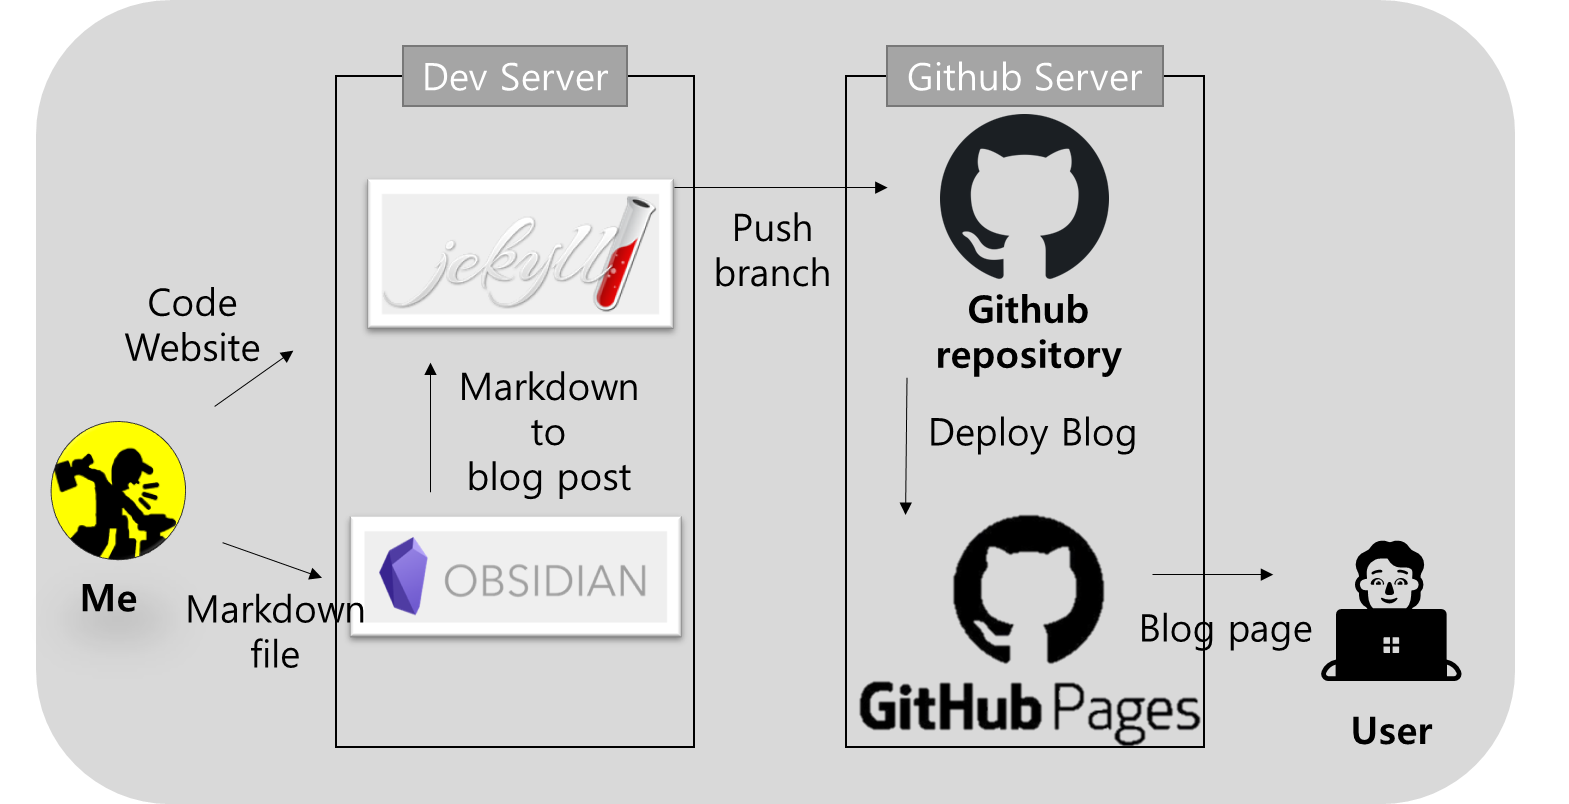 Dev Server
Github Server
jekyll
Push
branch
Code
Website
Github
repository
Markdown
to
blog post
Deploy Blog
OBSIDIAN
Me
Markdown
file
Blog page
GitHub Pages
User